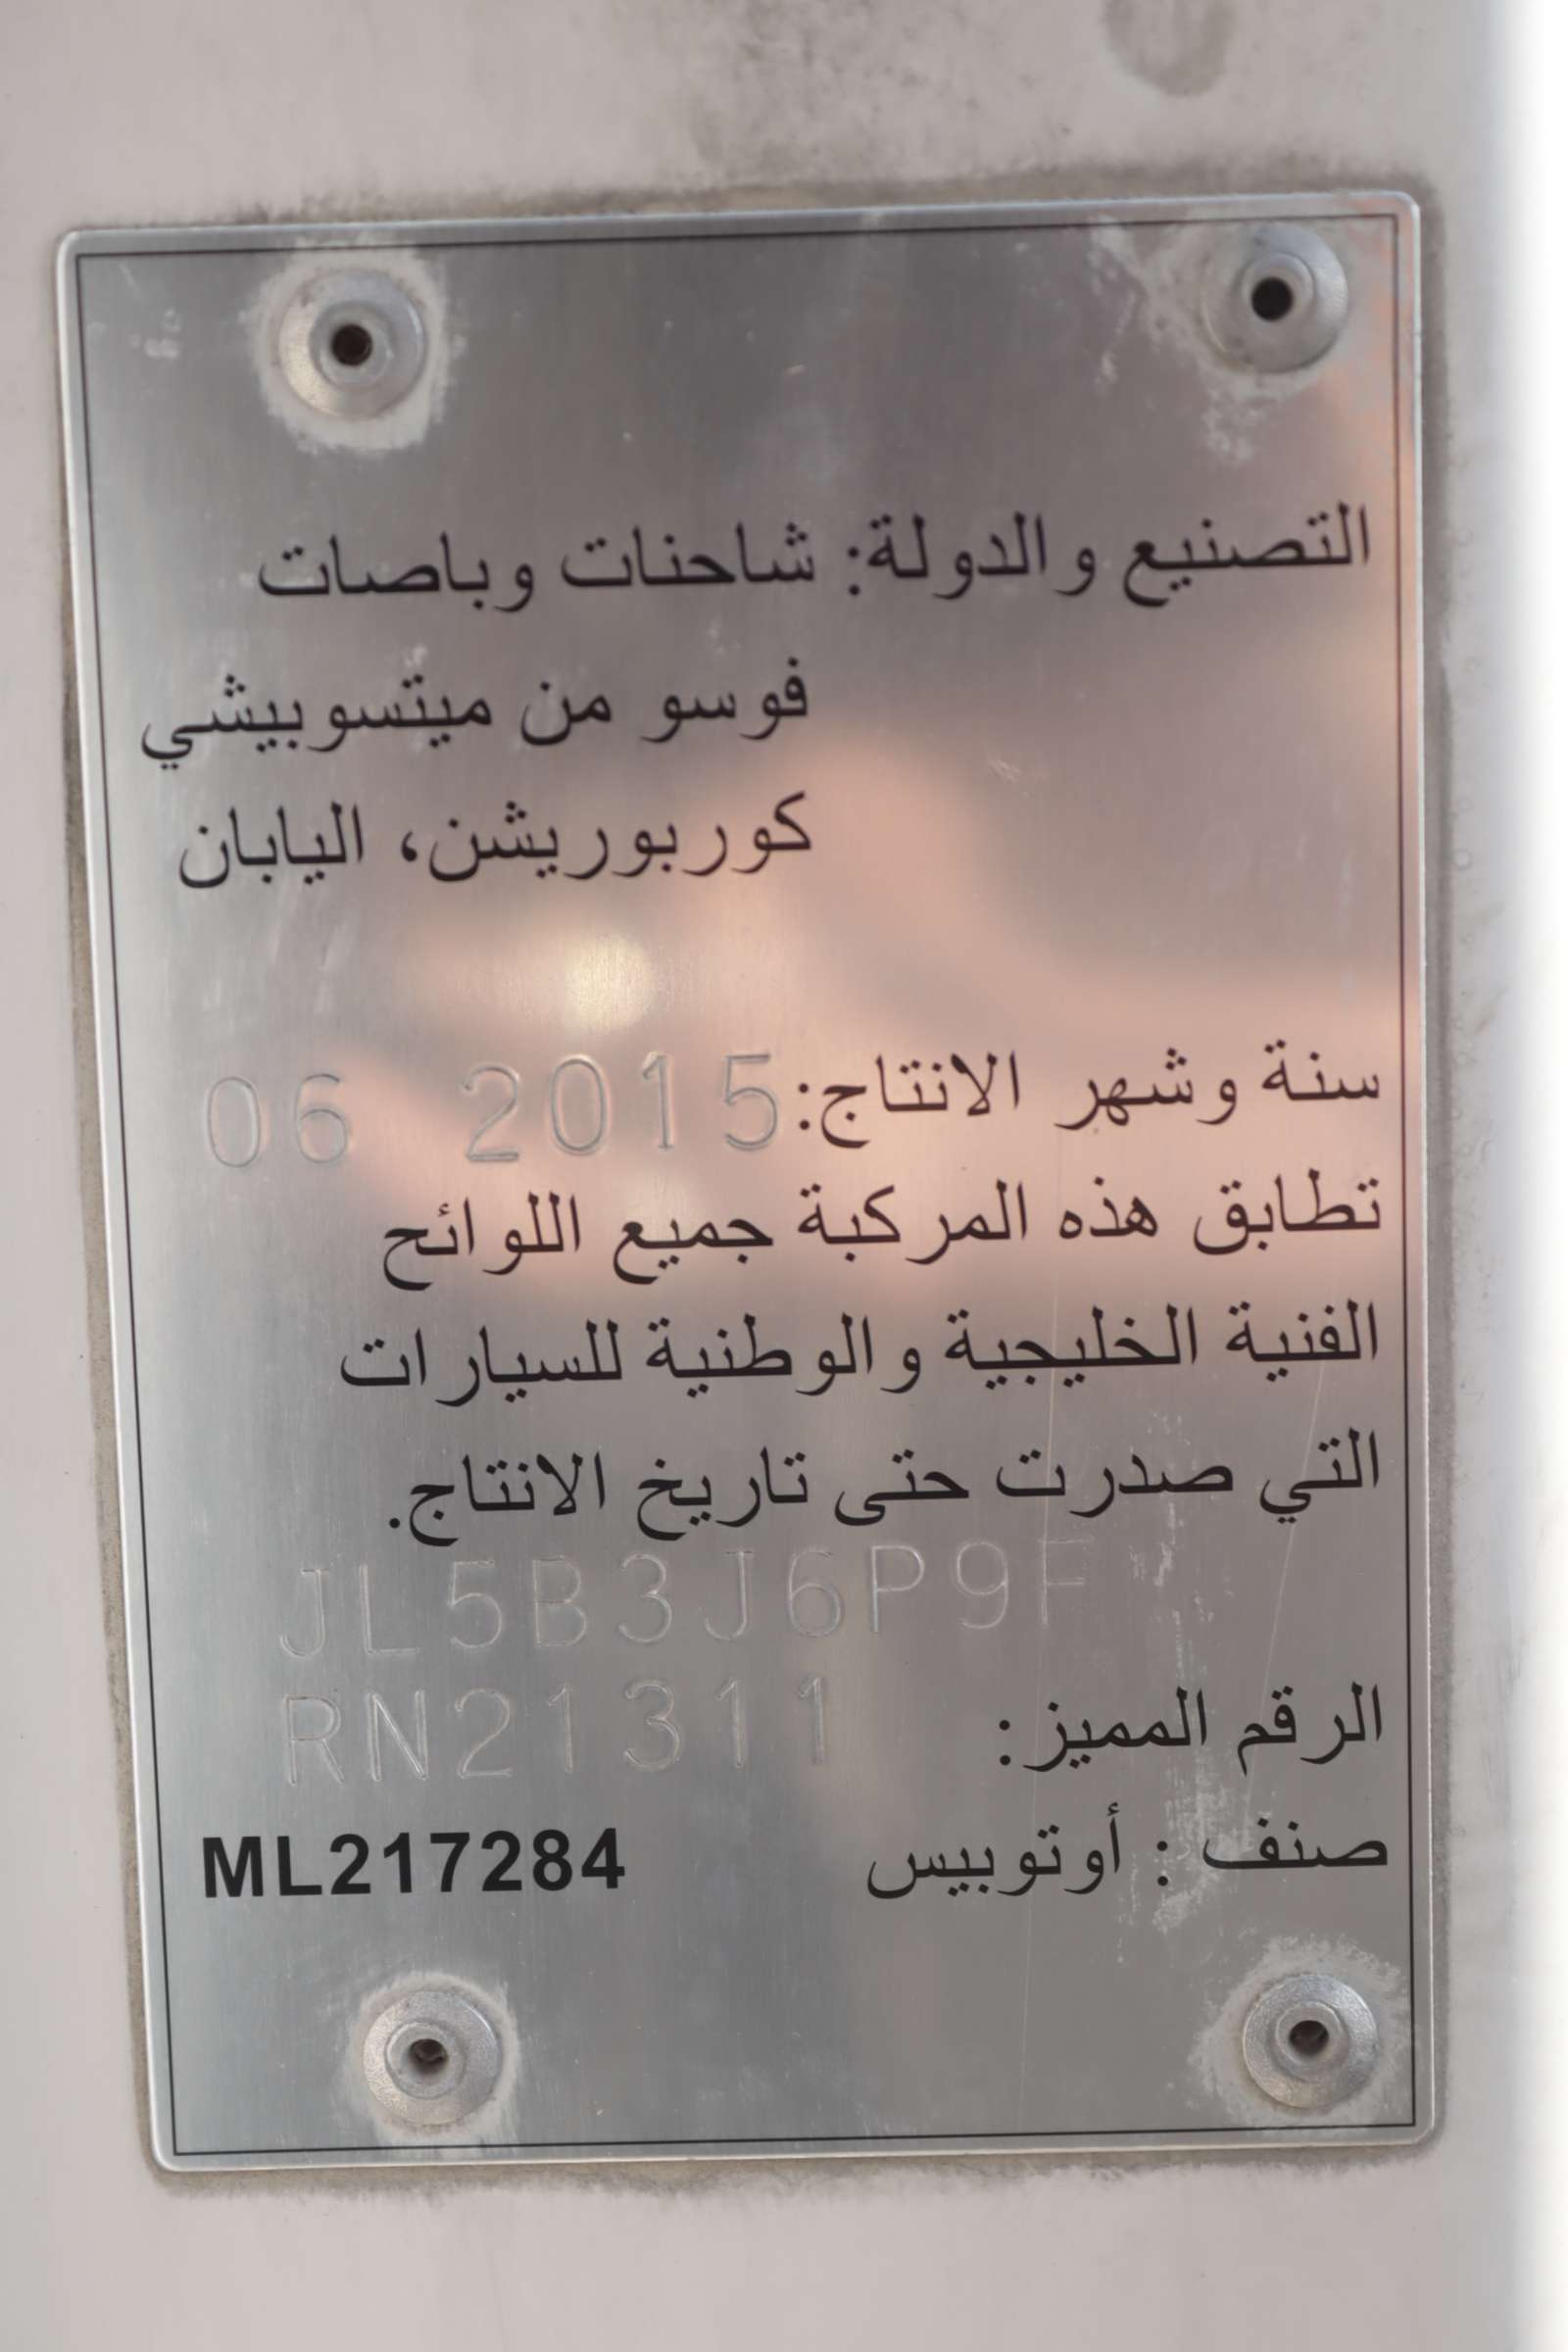 التصنيع والدولة: شاحنات وباصات
فوسو من ميتسوبيشي
كوربوريشن، اليابان
سنة وشهر الانتاج: 2015 06
تطابق هذه المركبة جميع اللوائح
الفنية الخليجية والوطنية للسيارات
التي صدرت حتى تاريخ الانتاج.
JL5B3J6P9F
RN21311
الرقم المميز:
صنف : أوتوبيس ML217284